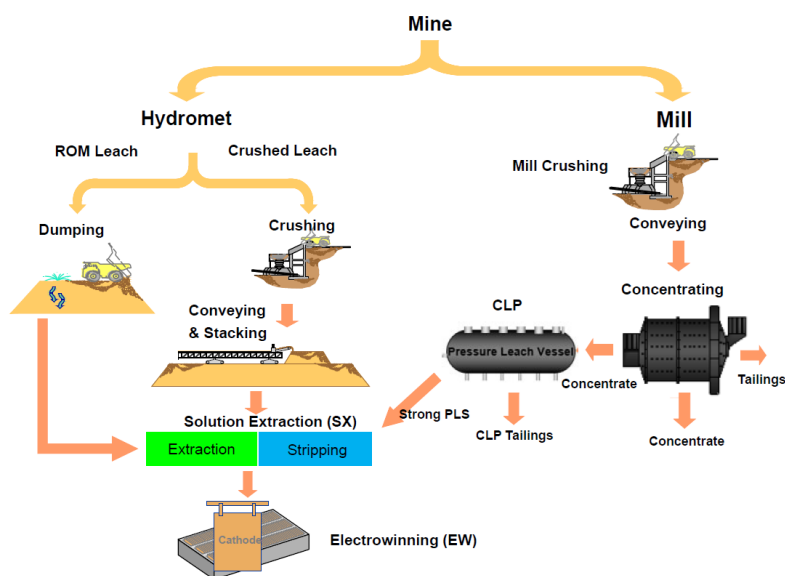 Mine
Hydromet
Mill
ROM Leach
Crushed Leach
Mill Crushing
Dumping
Crushing
Conveying
Concentrating
Conveying
& Stacking
CLP
Pressure Leach Vessel
Concentrate
Tailings
Strong PLS
CLP Tailings
Concentrate
Solution Extraction (SX)
Extraction
Stripping
Cathode
Electrowinning (EW)